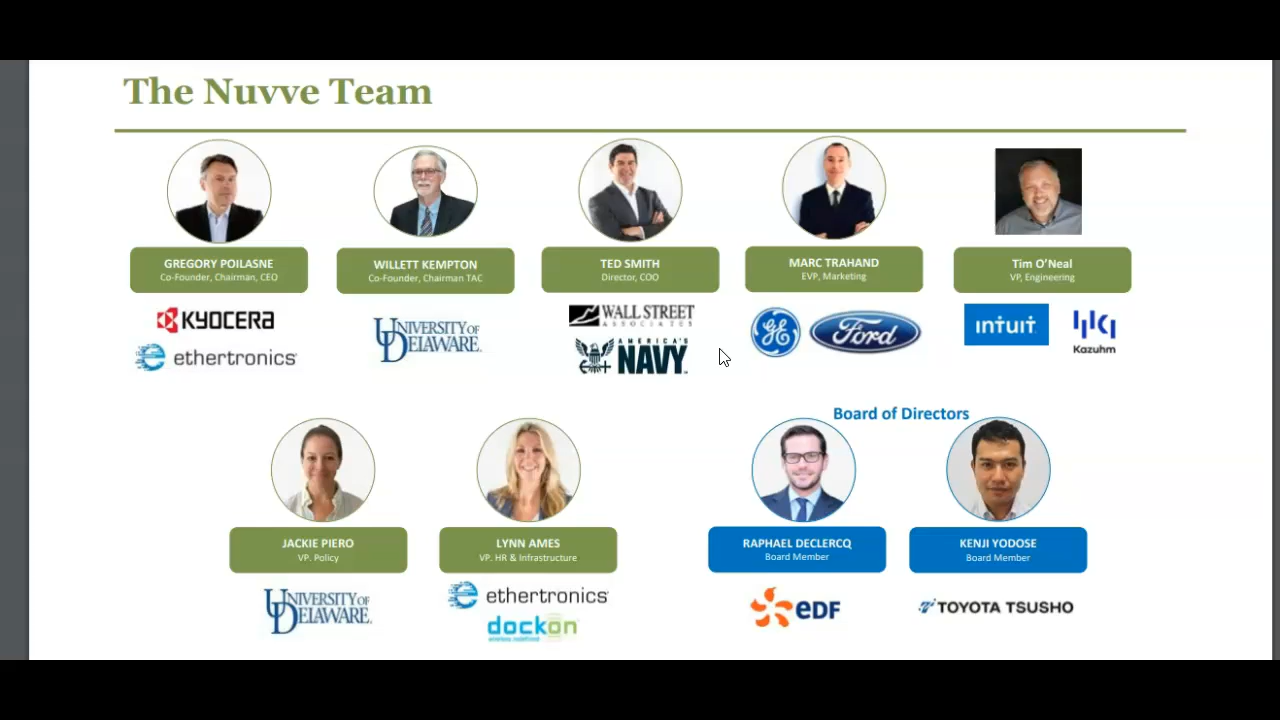 The Nuvve Team
GREGORY POILASNE
Co-Founder, Chairman, CEO
WILLETT KEMPTON
Co-Founder, Chairman TAC
TED SMITH
Director, COO
MARC TRAHAND
EVP, Marketing
Tim O'Neal
VP, Engineering
KYOCERA
ethertronics
UNIVERSITY OF
DELAWARE.
WALL STREET
ASSOCIATES
AMERICA'S
NAVY
GE
Ford
intuit
Kazuhm
Board of Directors
JACKIE PIERO
VP. Policy
LYNN AMES
VP, HR & Infrastructure
RAPHAEL DECLERCQ
Board Member
KENJI YODOSE
Board Member
UNIVERSITY OF
DELAWARE.
ethertronics
dockon
eDF
TOYOTA TSUSHO